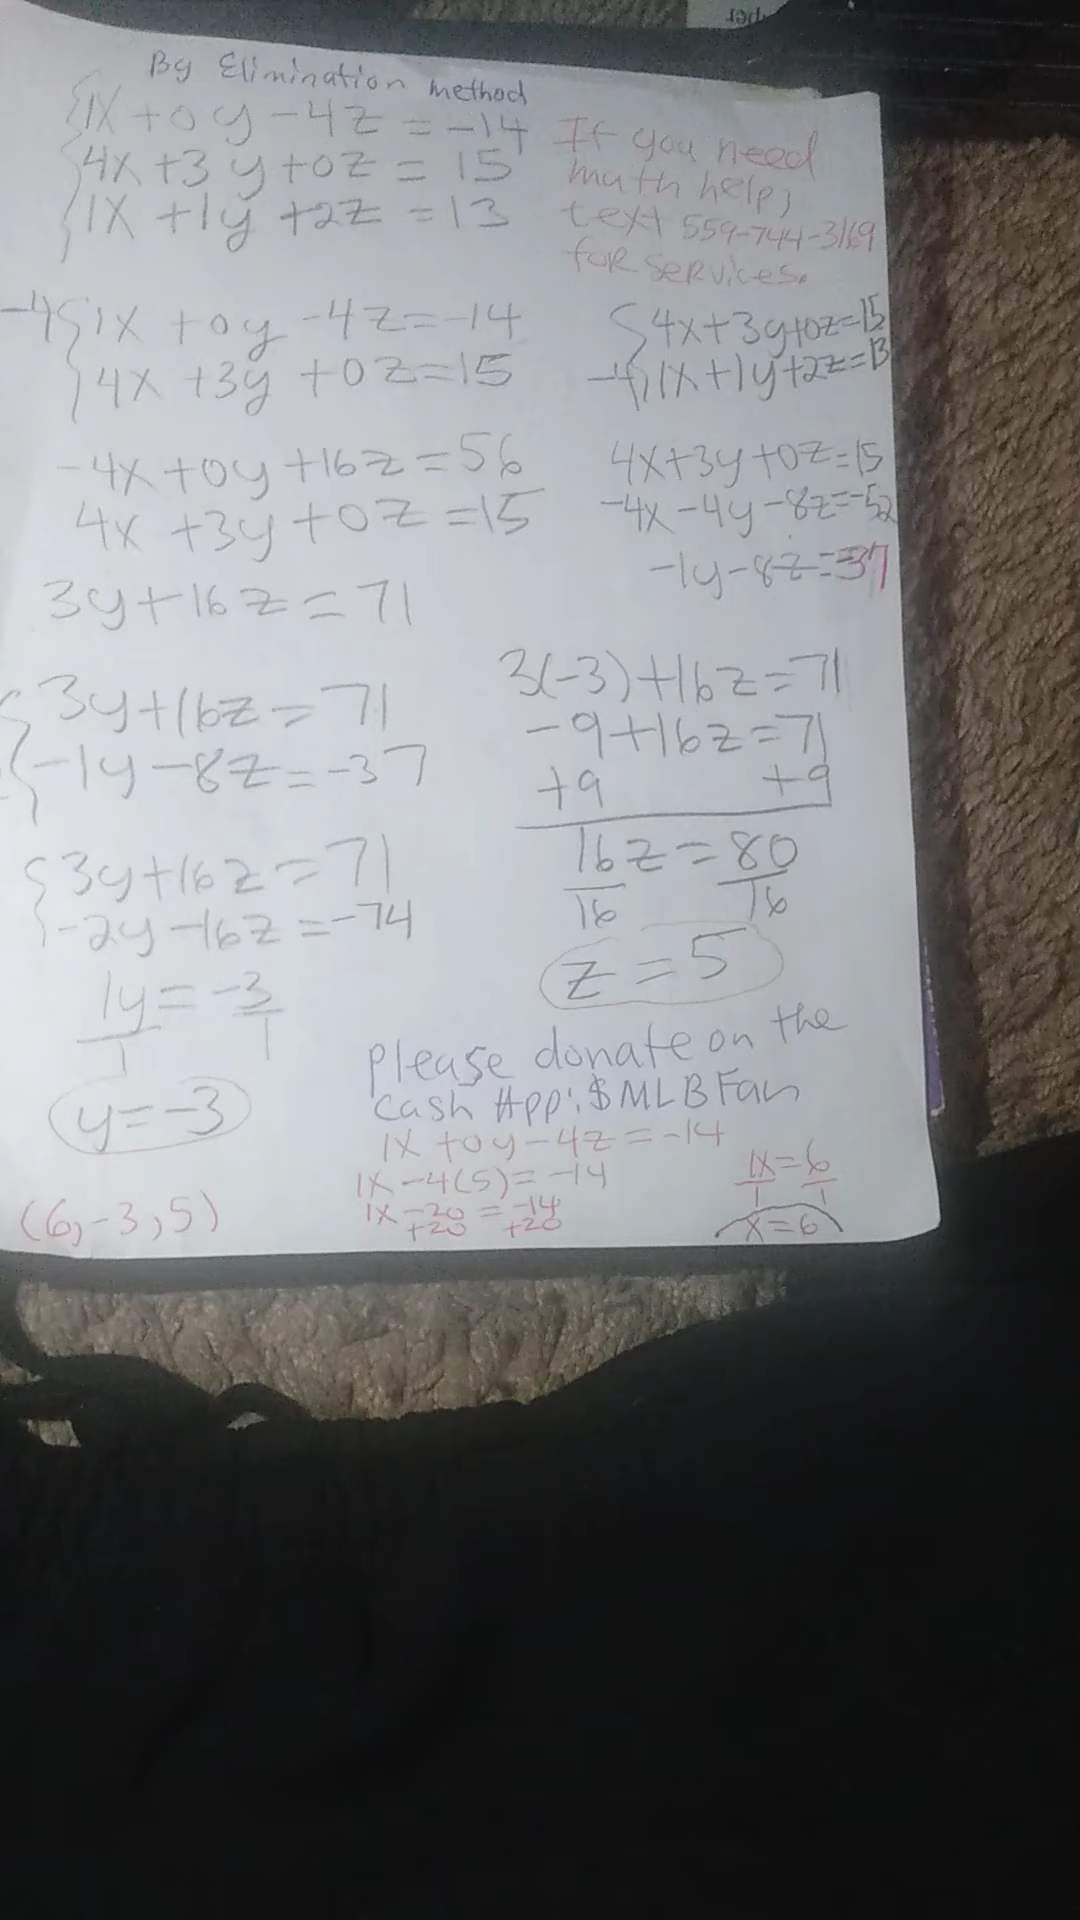 By Elimination method
1x + 0y - 4z = -14
4x + 3y + 0z = 15
1x + 1y + 2z = 13
If you need
math help,
text 559-744-3169
for services.
-4{1x + 0y - 4z = -14
4x + 3y + 0z = 15
-4x + 0y + 16z = 56
4x + 3y + 0z = 15
3y + 16z = 71
4x + 3y + 0z = 15
-4{1x + 1y + 2z = 13
4x + 3y + 0z = 15
-4x - 4y - 8z = -52
-1y - 8z = -37
3y + 16z = 71
-1y - 8z = -37
3y + 16z = 71
-2y - 16z = -74
1y = -3
1 1
y = -3
3(-3) + 16z = 71
-9 + 16z = 71
+9 +9
16z = 80
16 16
z = 5
please donate on the
Cash App: $MLBFan
1x + 0y - 4z = -14
1x - 4(5) = -14
1x - 20 = -14
+20 +20
1x = 6
1 1
x = 6
(6, -3, 5)